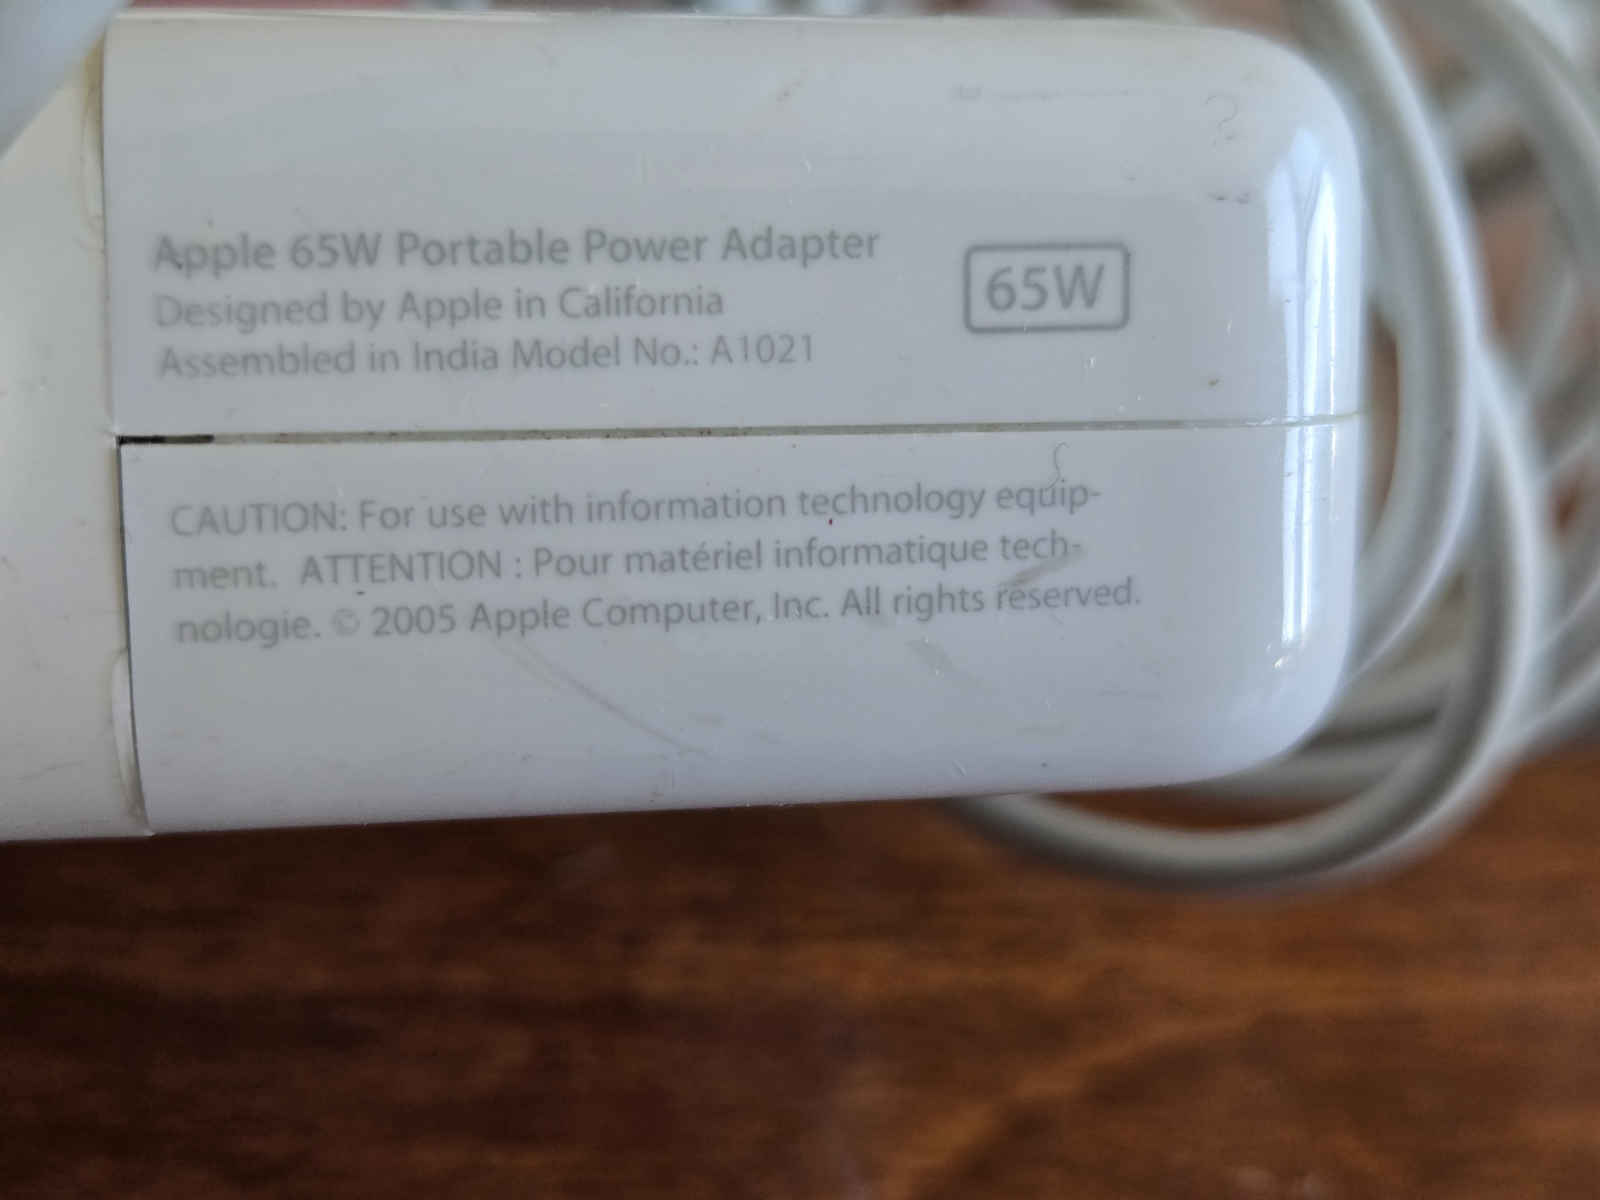 Apple 65W Portable Power Adapter
Designed by Apple in California
Assembled in India Model No.: A1021
65W
CAUTION: For use with information technology equip-
ment. ATTENTION : Pour matériel informatique tech-
nologie. © 2005 Apple Computer, Inc. All rights reserved.